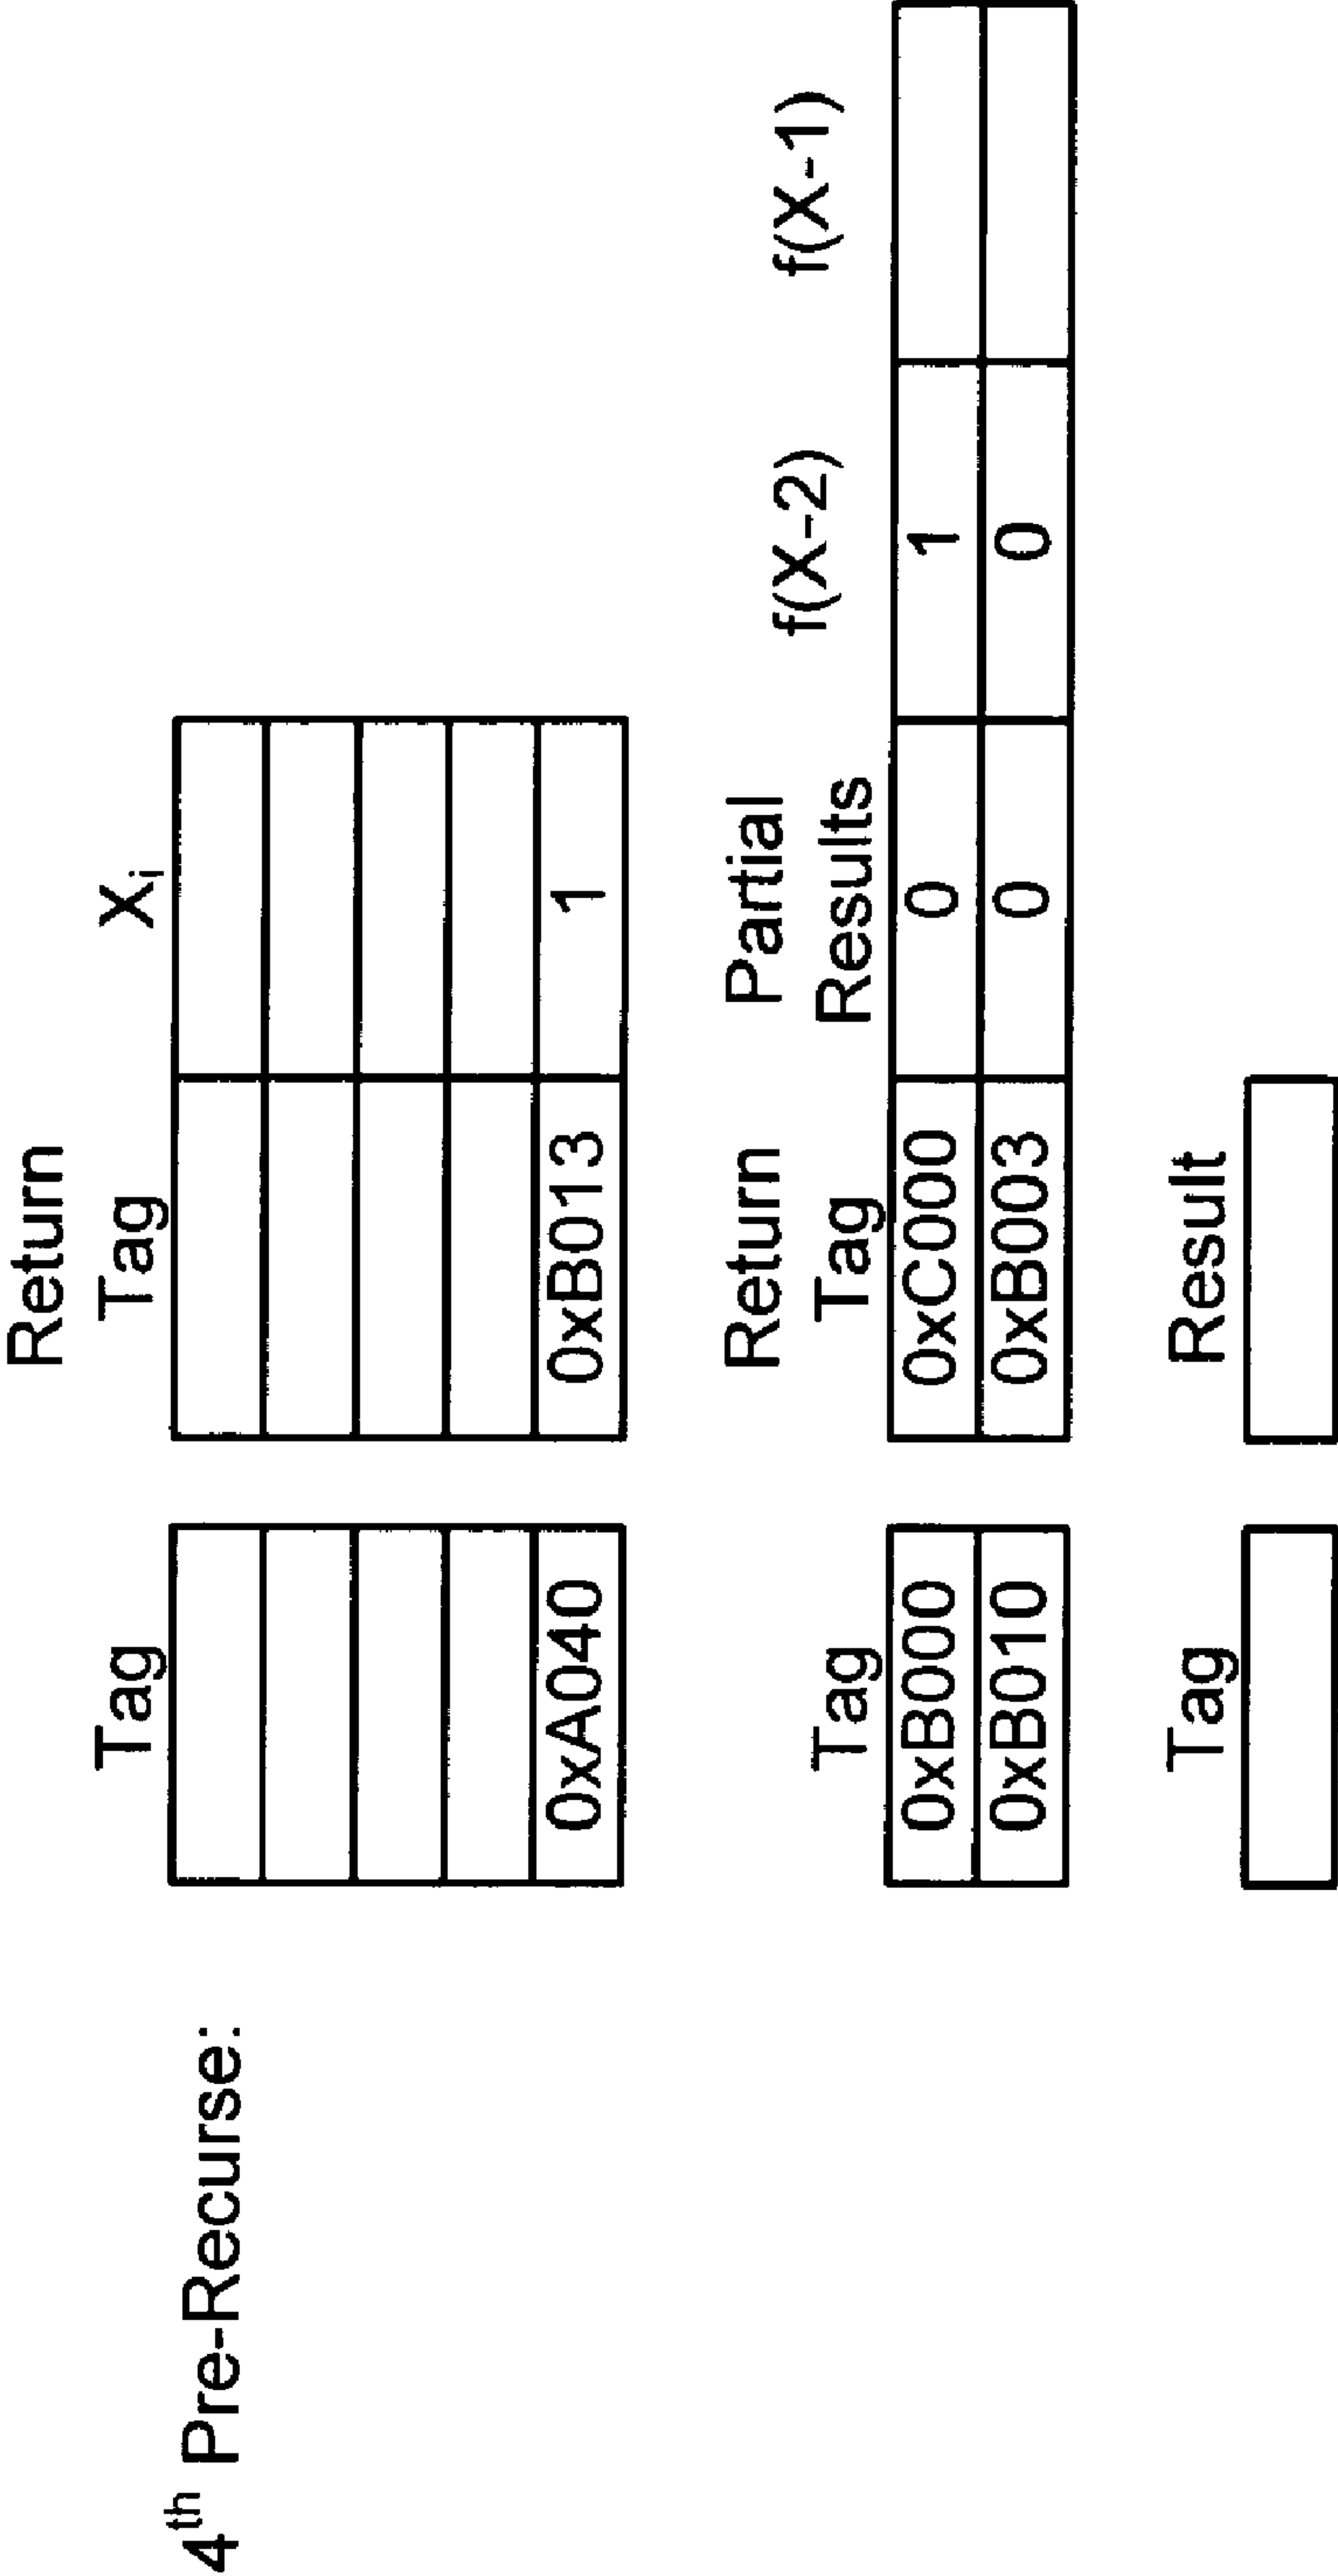 4th Pre-Recurse:
Tag Return Tag Xi
0xA040 0xB013 1
Tag Return Tag Partial Results f(X-2) f(X-1)
0xB000 0xC000 0 1
0xB010 0xB003 0 0
Tag Result